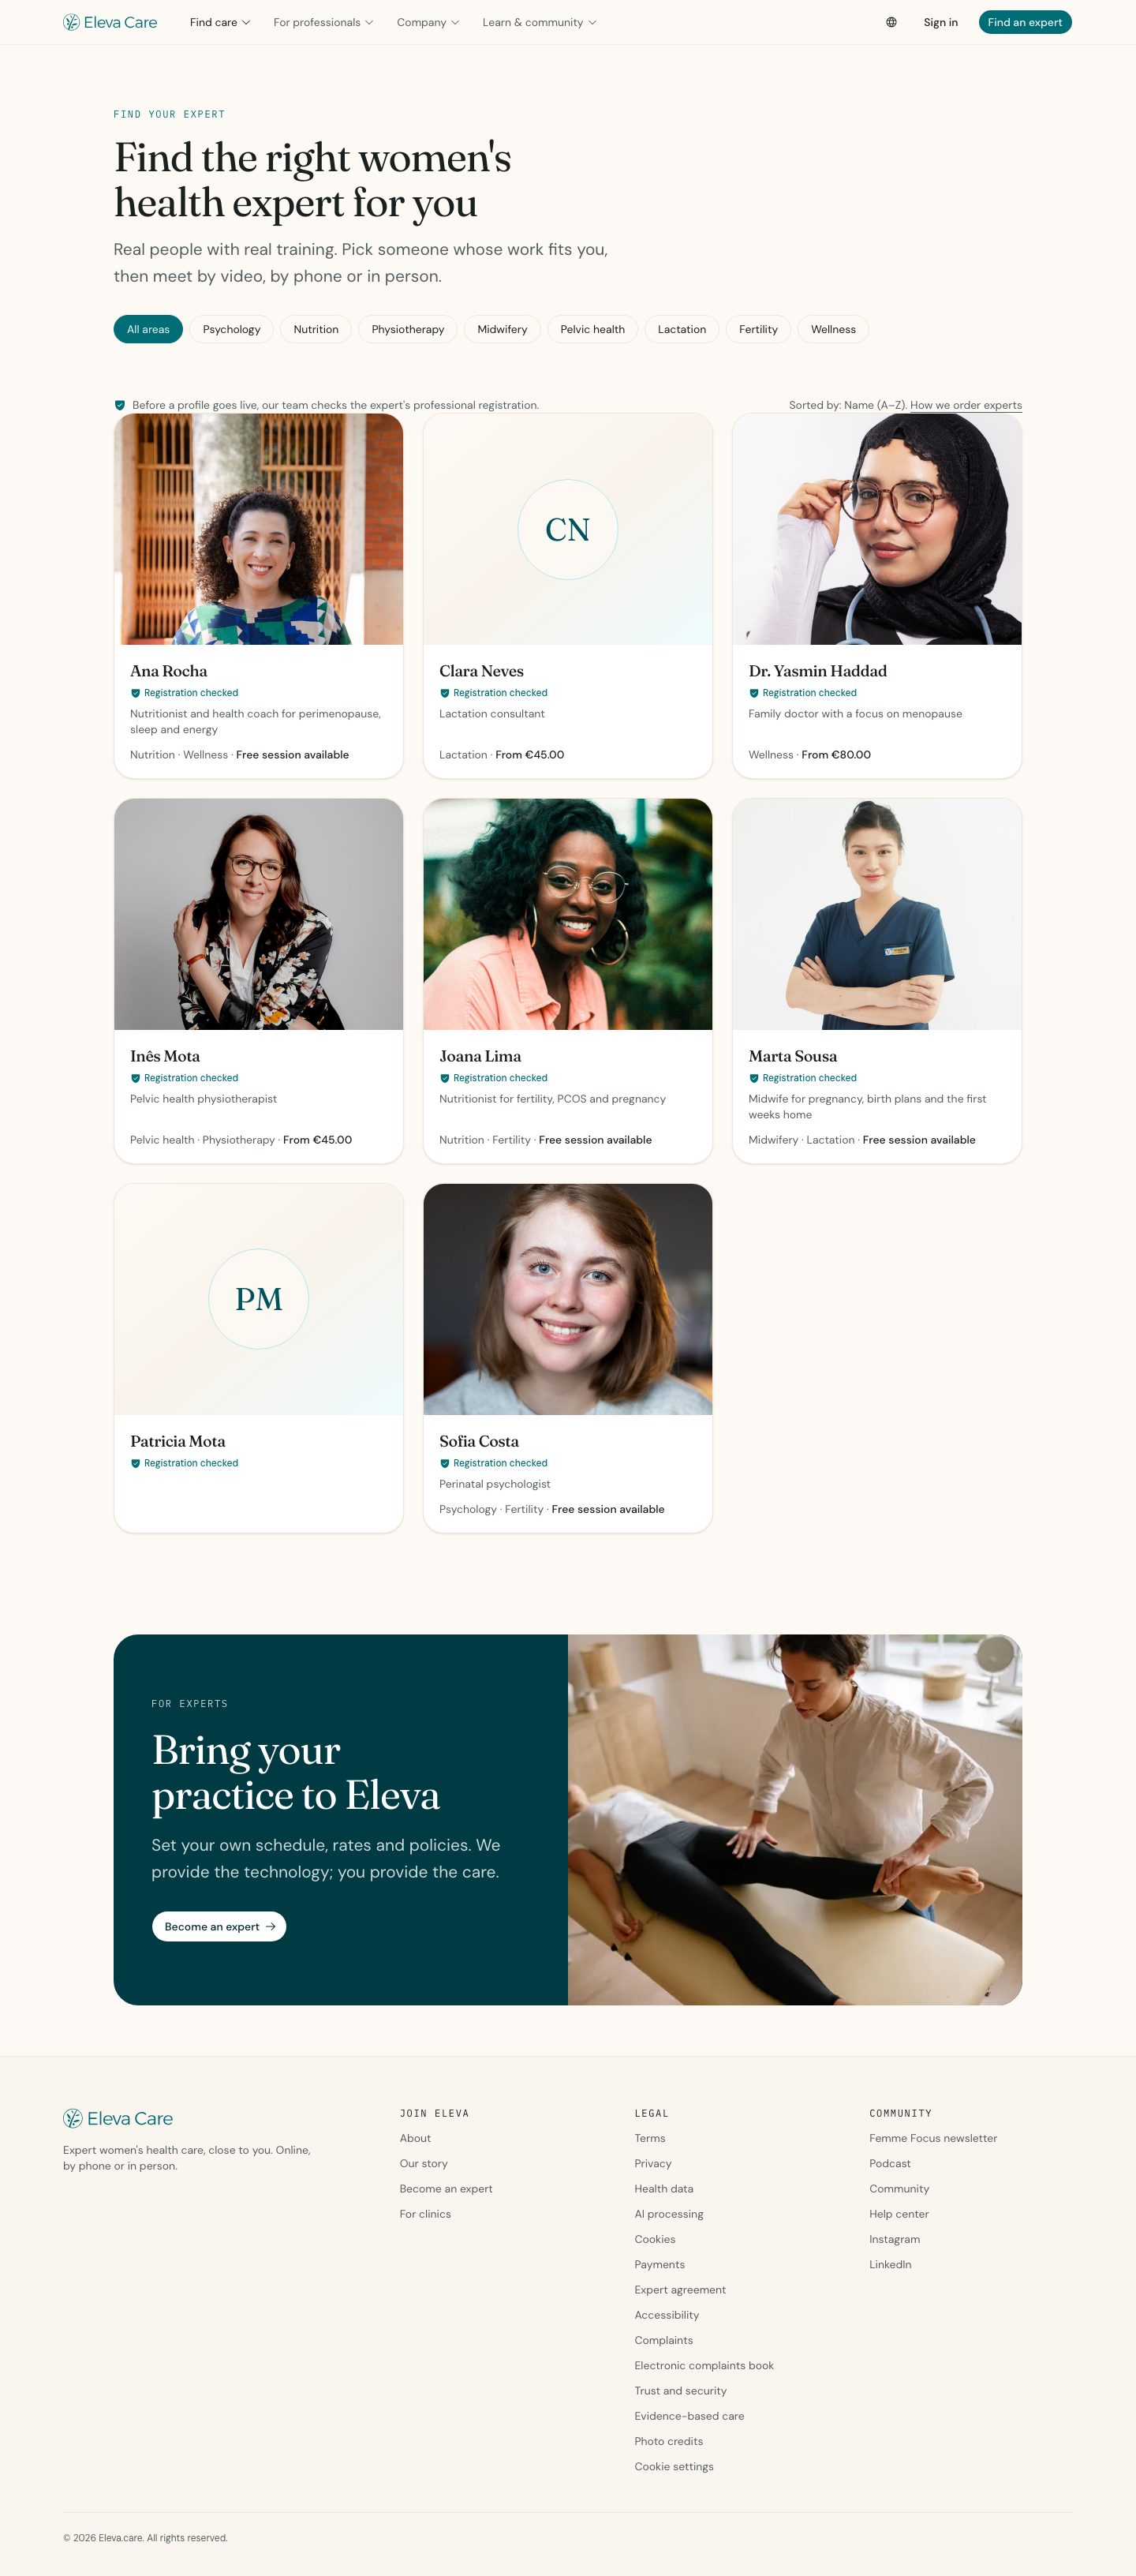 Eleva Care
Find care
For professionals
Company
Learn & community
Sign in
Find an expert
FIND YOUR EXPERT
Find the right women's
health expert for you
Real people with real training. Pick someone whose work fits you,
then meet by video, by phone or in person.
All areas
Psychology
Nutrition
Physiotherapy
Midwifery
Pelvic health
Lactation
Fertility
Wellness
Before a profile goes live, our team checks the expert's professional registration.
Sorted by: Name (A–Z). How we order experts
Ana Rocha
Registration checked
Nutritionist and health coach for perimenopause,
sleep and energy
Nutrition · Wellness · Free session available
CN
Clara Neves
Registration checked
Lactation consultant
Lactation · From €45.00
Dr. Yasmin Haddad
Registration checked
Family doctor with a focus on menopause
Wellness · From €80.00
Inês Mota
Registration checked
Pelvic health physiotherapist
Pelvic health · Physiotherapy · From €45.00
Joana Lima
Registration checked
Nutritionist for fertility, PCOS and pregnancy
Nutrition · Fertility · Free session available
Marta Sousa
Registration checked
Midwife for pregnancy, birth plans and the first
weeks home
Midwifery · Lactation · Free session available
PM
Patricia Mota
Registration checked
Sofia Costa
Registration checked
Perinatal psychologist
Psychology · Fertility · Free session available
FOR EXPERTS
Bring your
practice to Eleva
Set your own schedule, rates and policies. We
provide the technology; you provide the care.
Become an expert →
Eleva Care
Expert women's health care, close to you. Online,
by phone or in person.
JOIN ELEVA
About
Our story
Become an expert
For clinics
LEGAL
Terms
Privacy
Health data
AI processing
Cookies
Payments
Expert agreement
Accessibility
Complaints
Electronic complaints book
Trust and security
Evidence-based care
Photo credits
Cookie settings
COMMUNITY
Femme Focus newsletter
Podcast
Community
Help center
Instagram
LinkedIn
© 2026 Eleva.care. All rights reserved.